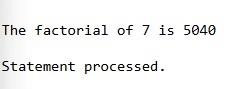 The factorial of 7 is 5040
Statement processed.